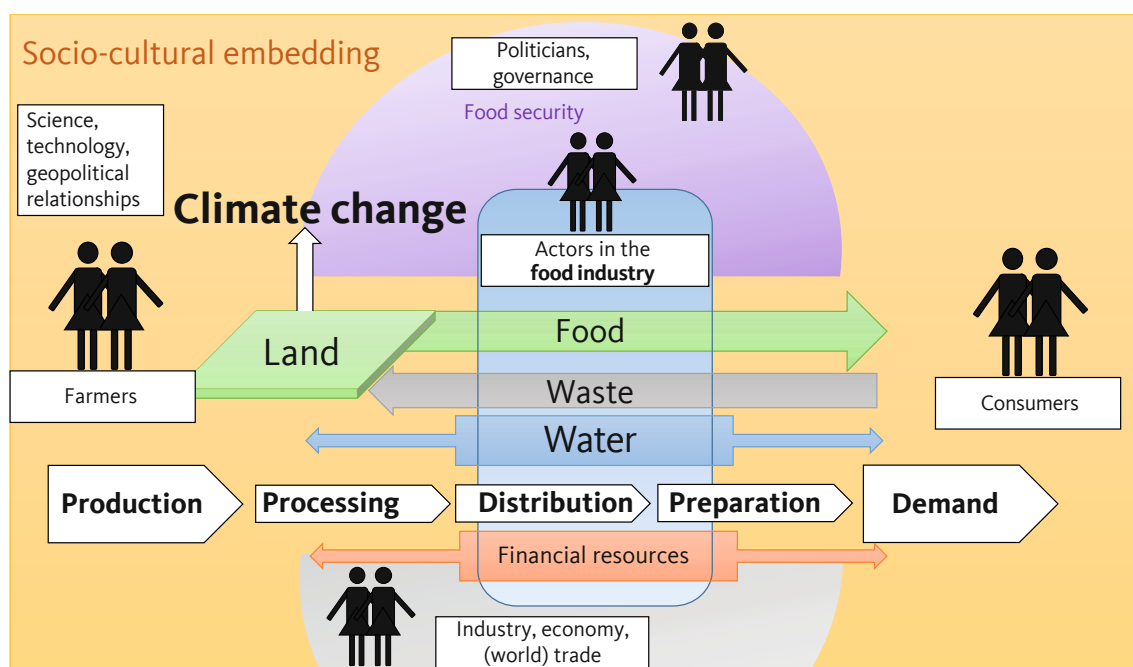 Socio-cultural embedding
Politicians,
governance
Food security
Science,
technology,
geopolitical
relationships
Climate change
Actors in the
food industry
Land
Food
Farmers
Waste
Consumers
Water
Production
Processing
Distribution
Preparation
Demand
Financial resources
Industry, economy,
(world) trade